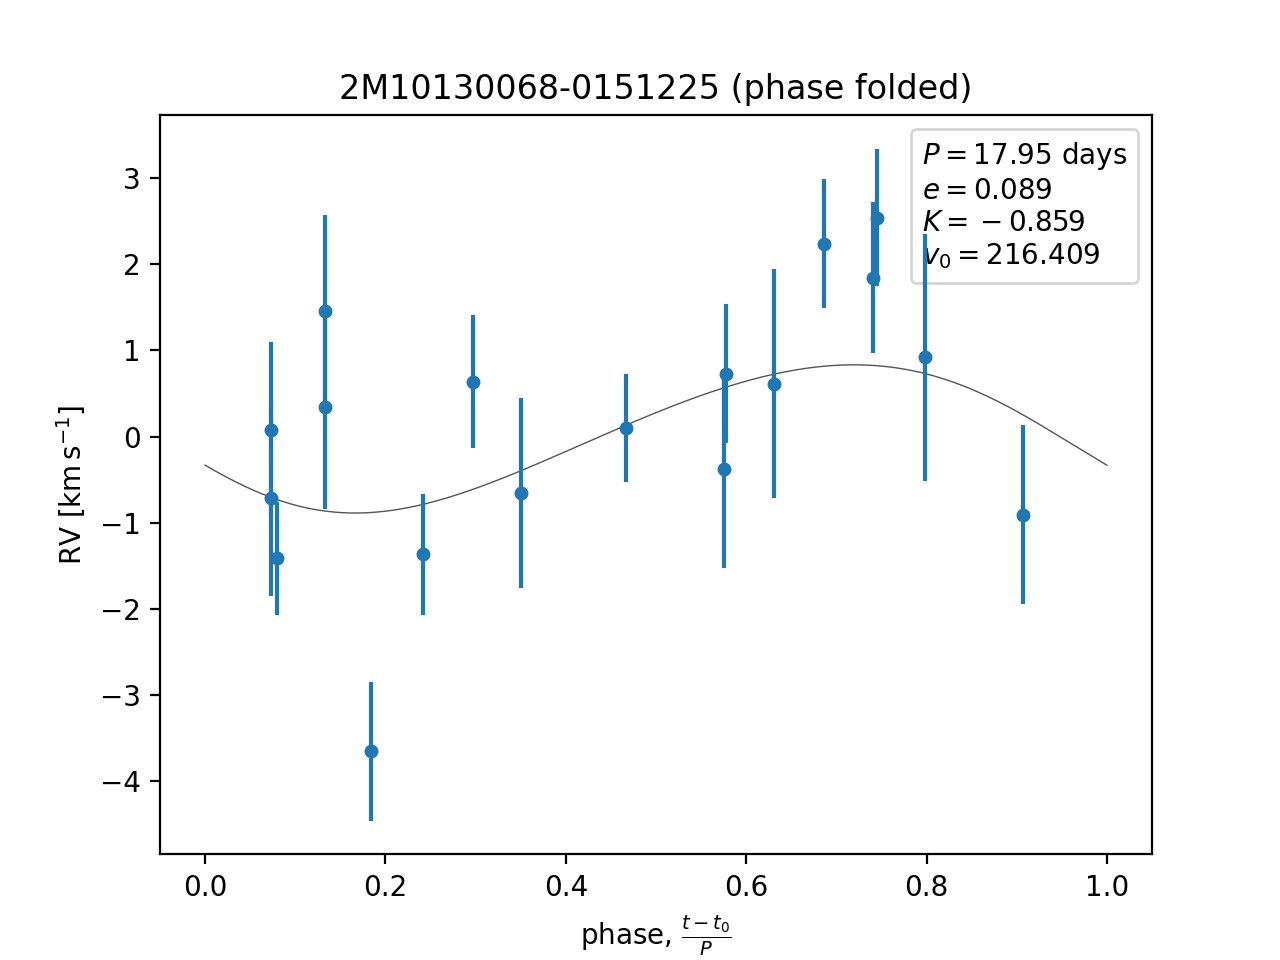 2M10130068-0151225 (phase folded)
P = 17.95 days
e = 0.089
K = −0.859
v₀ = 216.409
3
2
1
0
−1
−2
−3
−4
RV [km s⁻¹]
0.0 0.2 0.4 0.6 0.8 1.0
phase, (t − t₀)/P